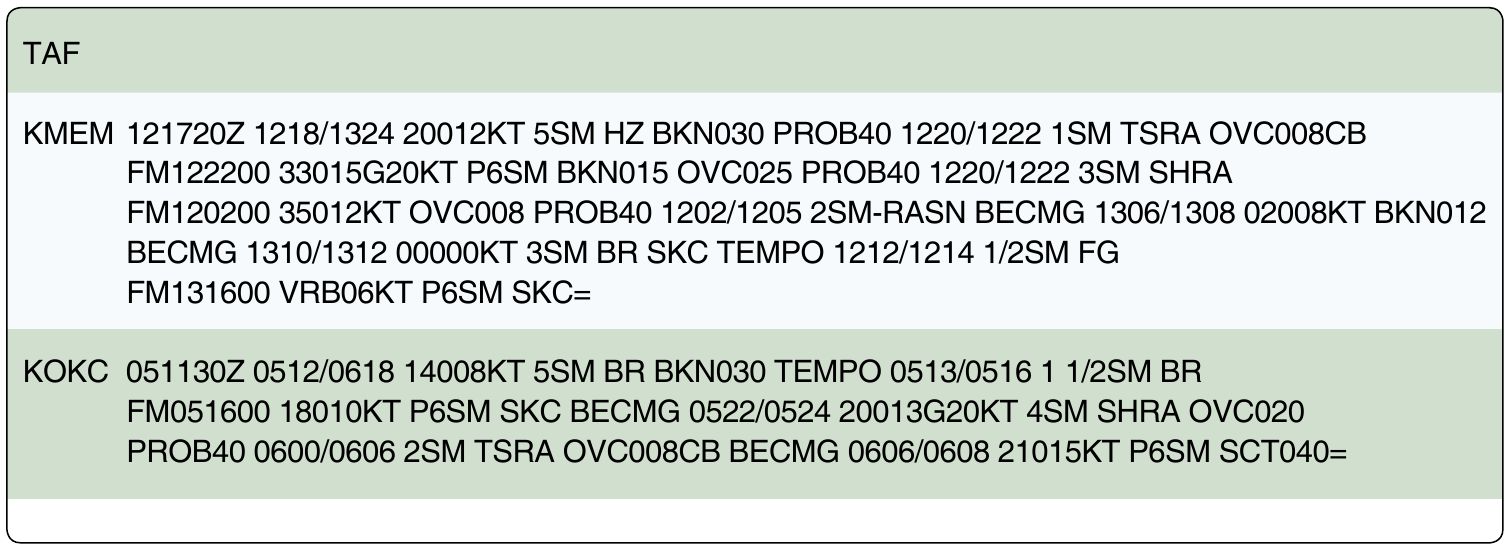 TAF
KMEM 121720Z 1218/1324 20012KT 5SM HZ BKN030 PROB40 1220/1222 1SM TSRA OVC008CB
FM122200 33015G20KT P6SM BKN015 OVC025 PROB40 1220/1222 3SM SHRA
FM120200 35012KT OVC008 PROB40 1202/1205 2SM-RASN BECMG 1306/1308 02008KT BKN012
BECMG 1310/1312 00000KT 3SM BR SKC TEMPO 1212/1214 1/2SM FG
FM131600 VRB06KT P6SM SKC=
KOKC 051130Z 0512/0618 14008KT 5SM BR BKN030 TEMPO 0513/0516 1 1/2SM BR
FM051600 18010KT P6SM SKC BECMG 0522/0524 20013G20KT 4SM SHRA OVC020
PROB40 0600/0606 2SM TSRA OVC008CB BECMG 0606/0608 21015KT P6SM SCT040=